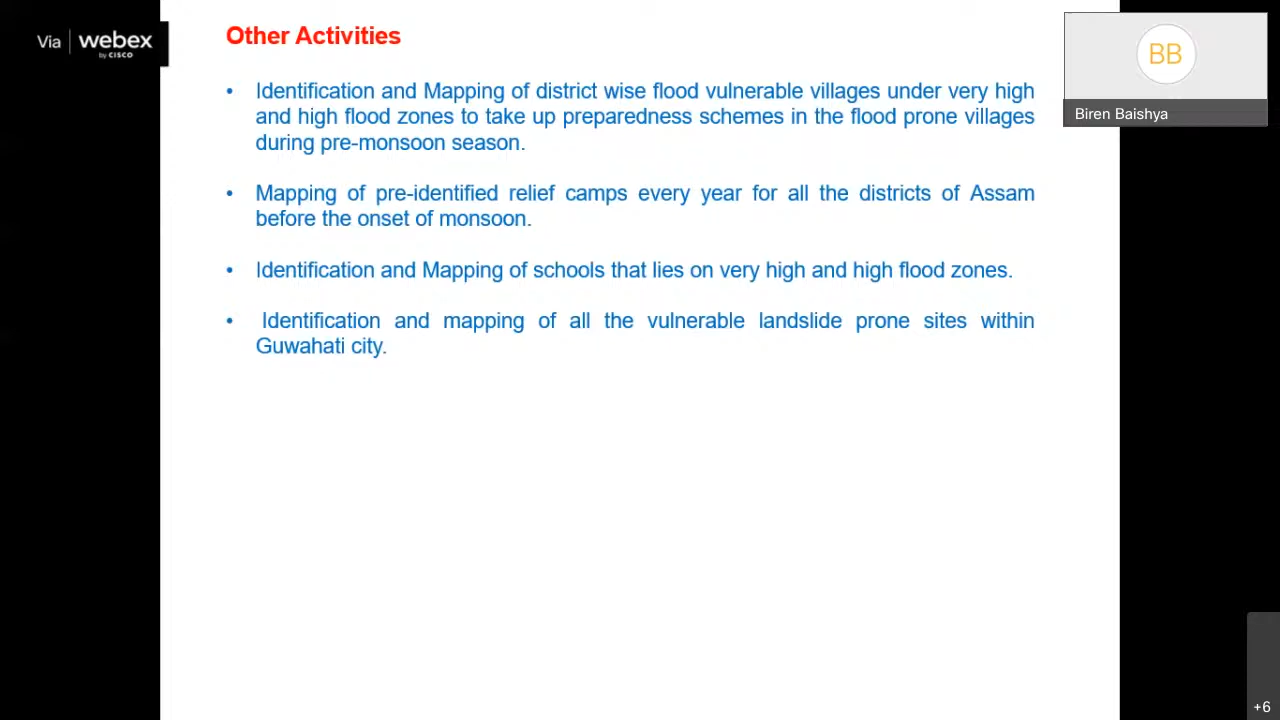 Via webex
by CISCO
Other Activities
BB
Biren Baishya
• Identification and Mapping of district wise flood vulnerable villages under very high
and high flood zones to take up preparedness schemes in the flood prone villages
during pre-monsoon season.
• Mapping of pre-identified relief camps every year for all the districts of Assam
before the onset of monsoon.
• Identification and Mapping of schools that lies on very high and high flood zones.
• Identification and mapping of all the vulnerable landslide prone sites within
Guwahati city.
+6